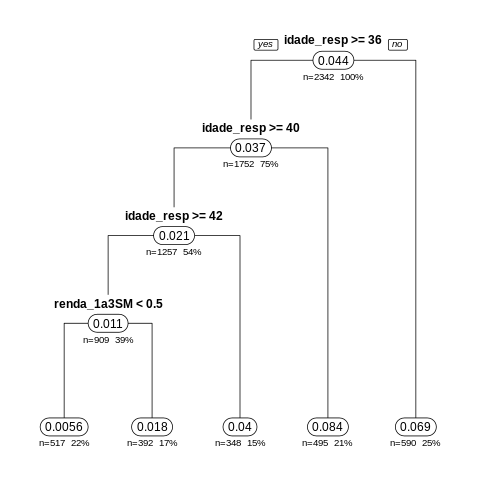 yes idade_resp >= 36 no
0.044
n=2342 100%
idade_resp >= 40
0.037
n=1752 75%
idade_resp >= 42
0.021
n=1257 54%
renda_1a3SM < 0.5
0.011
n=909 39%
0.0056 0.018 0.04 0.084 0.069
n=517 22% n=392 17% n=348 15% n=495 21% n=590 25%